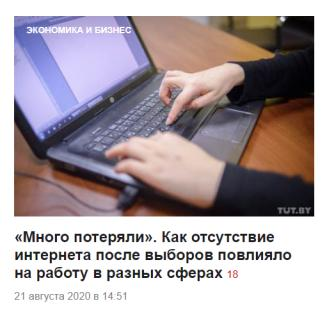 ЭКОНОМИКА И БИЗНЕС
TUT.BY
«Много потеряли». Как отсутствие
интернета после выборов повлияло
на работу в разных сферах 18
21 августа 2020 в 14:51